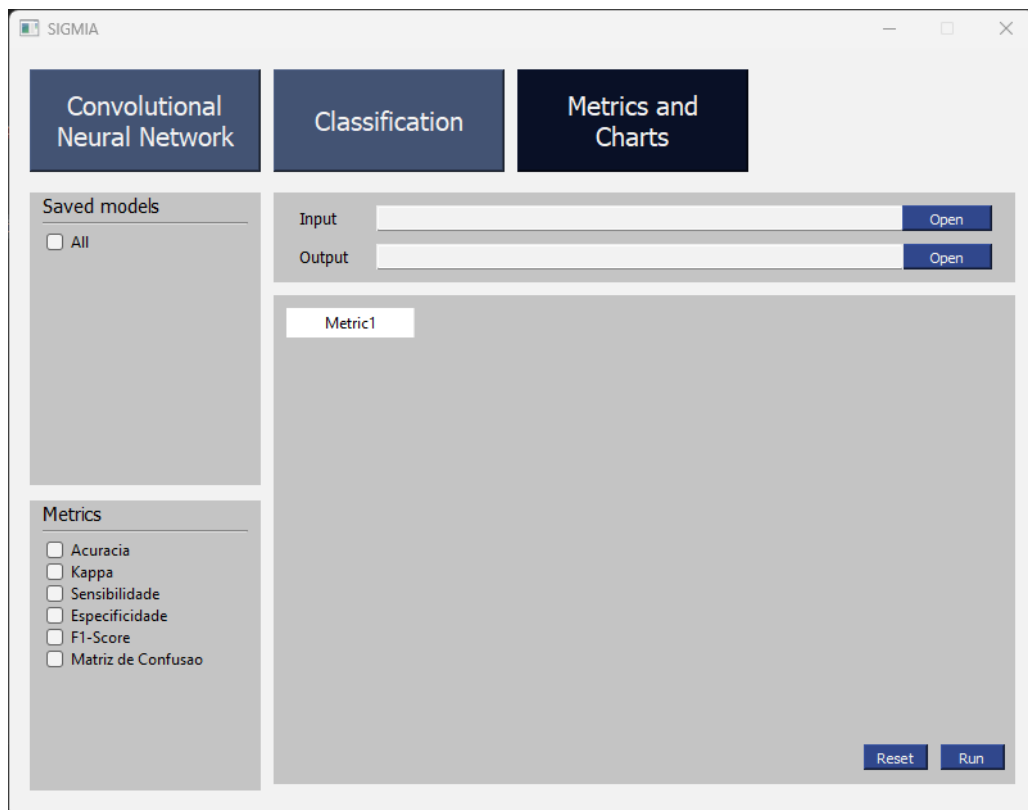 SIGMIA
Convolutional
Neural Network
Classification
Metrics and
Charts
Saved models
All
Input
Open
Output
Open
Metric1
Metrics
Acuracia
Kappa
Sensibilidade
Especificidade
F1-Score
Matriz de Confusao
Reset
Run